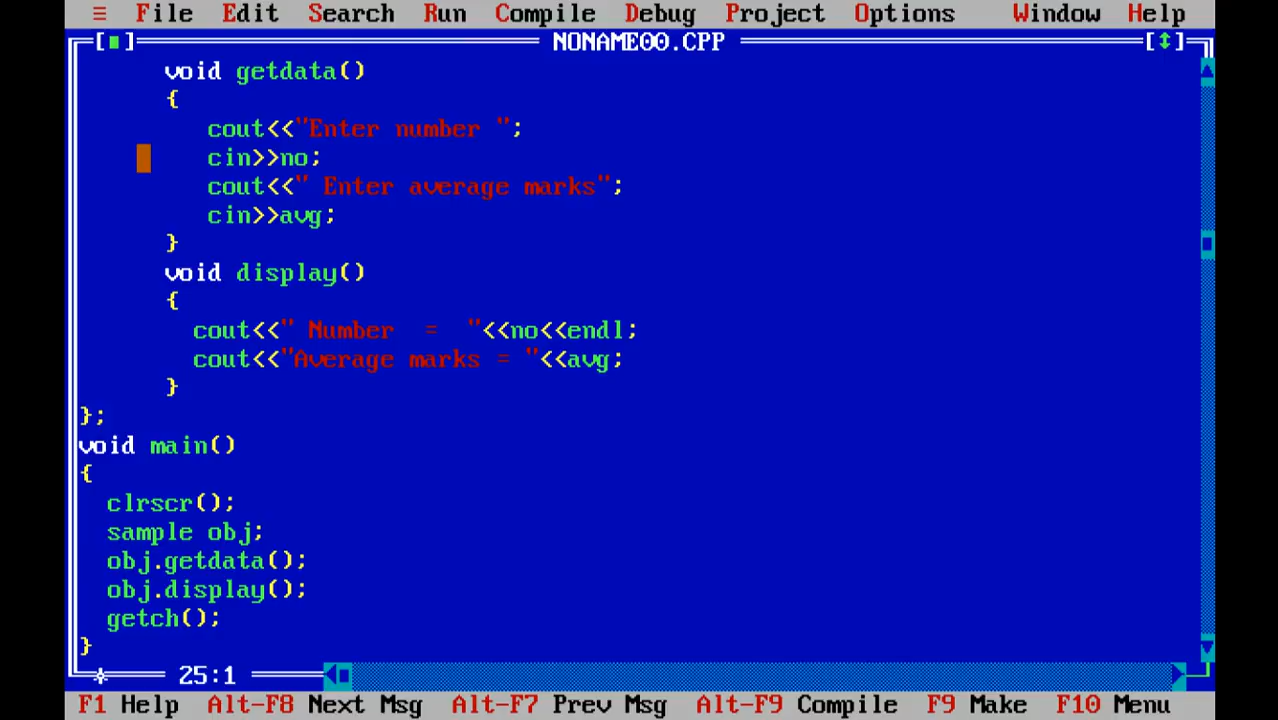 ≡ File Edit Search Run Compile Debug Project Options Window Help
[■] NONAME00.CPP [↕]
void getdata()
{
cout<<"Enter number ";
cin>>no;
cout<<" Enter average marks";
cin>>avg;
}
void display()
{
cout<<" Number  =  "<<no<<endl;
cout<<"Average marks = "<<avg;
}
};
void main()
{
clrscr();
sample obj;
obj.getdata();
obj.display();
getch();
}
25:1
F1 Help Alt-F8 Next Msg Alt-F7 Prev Msg Alt-F9 Compile F9 Make F10 Menu